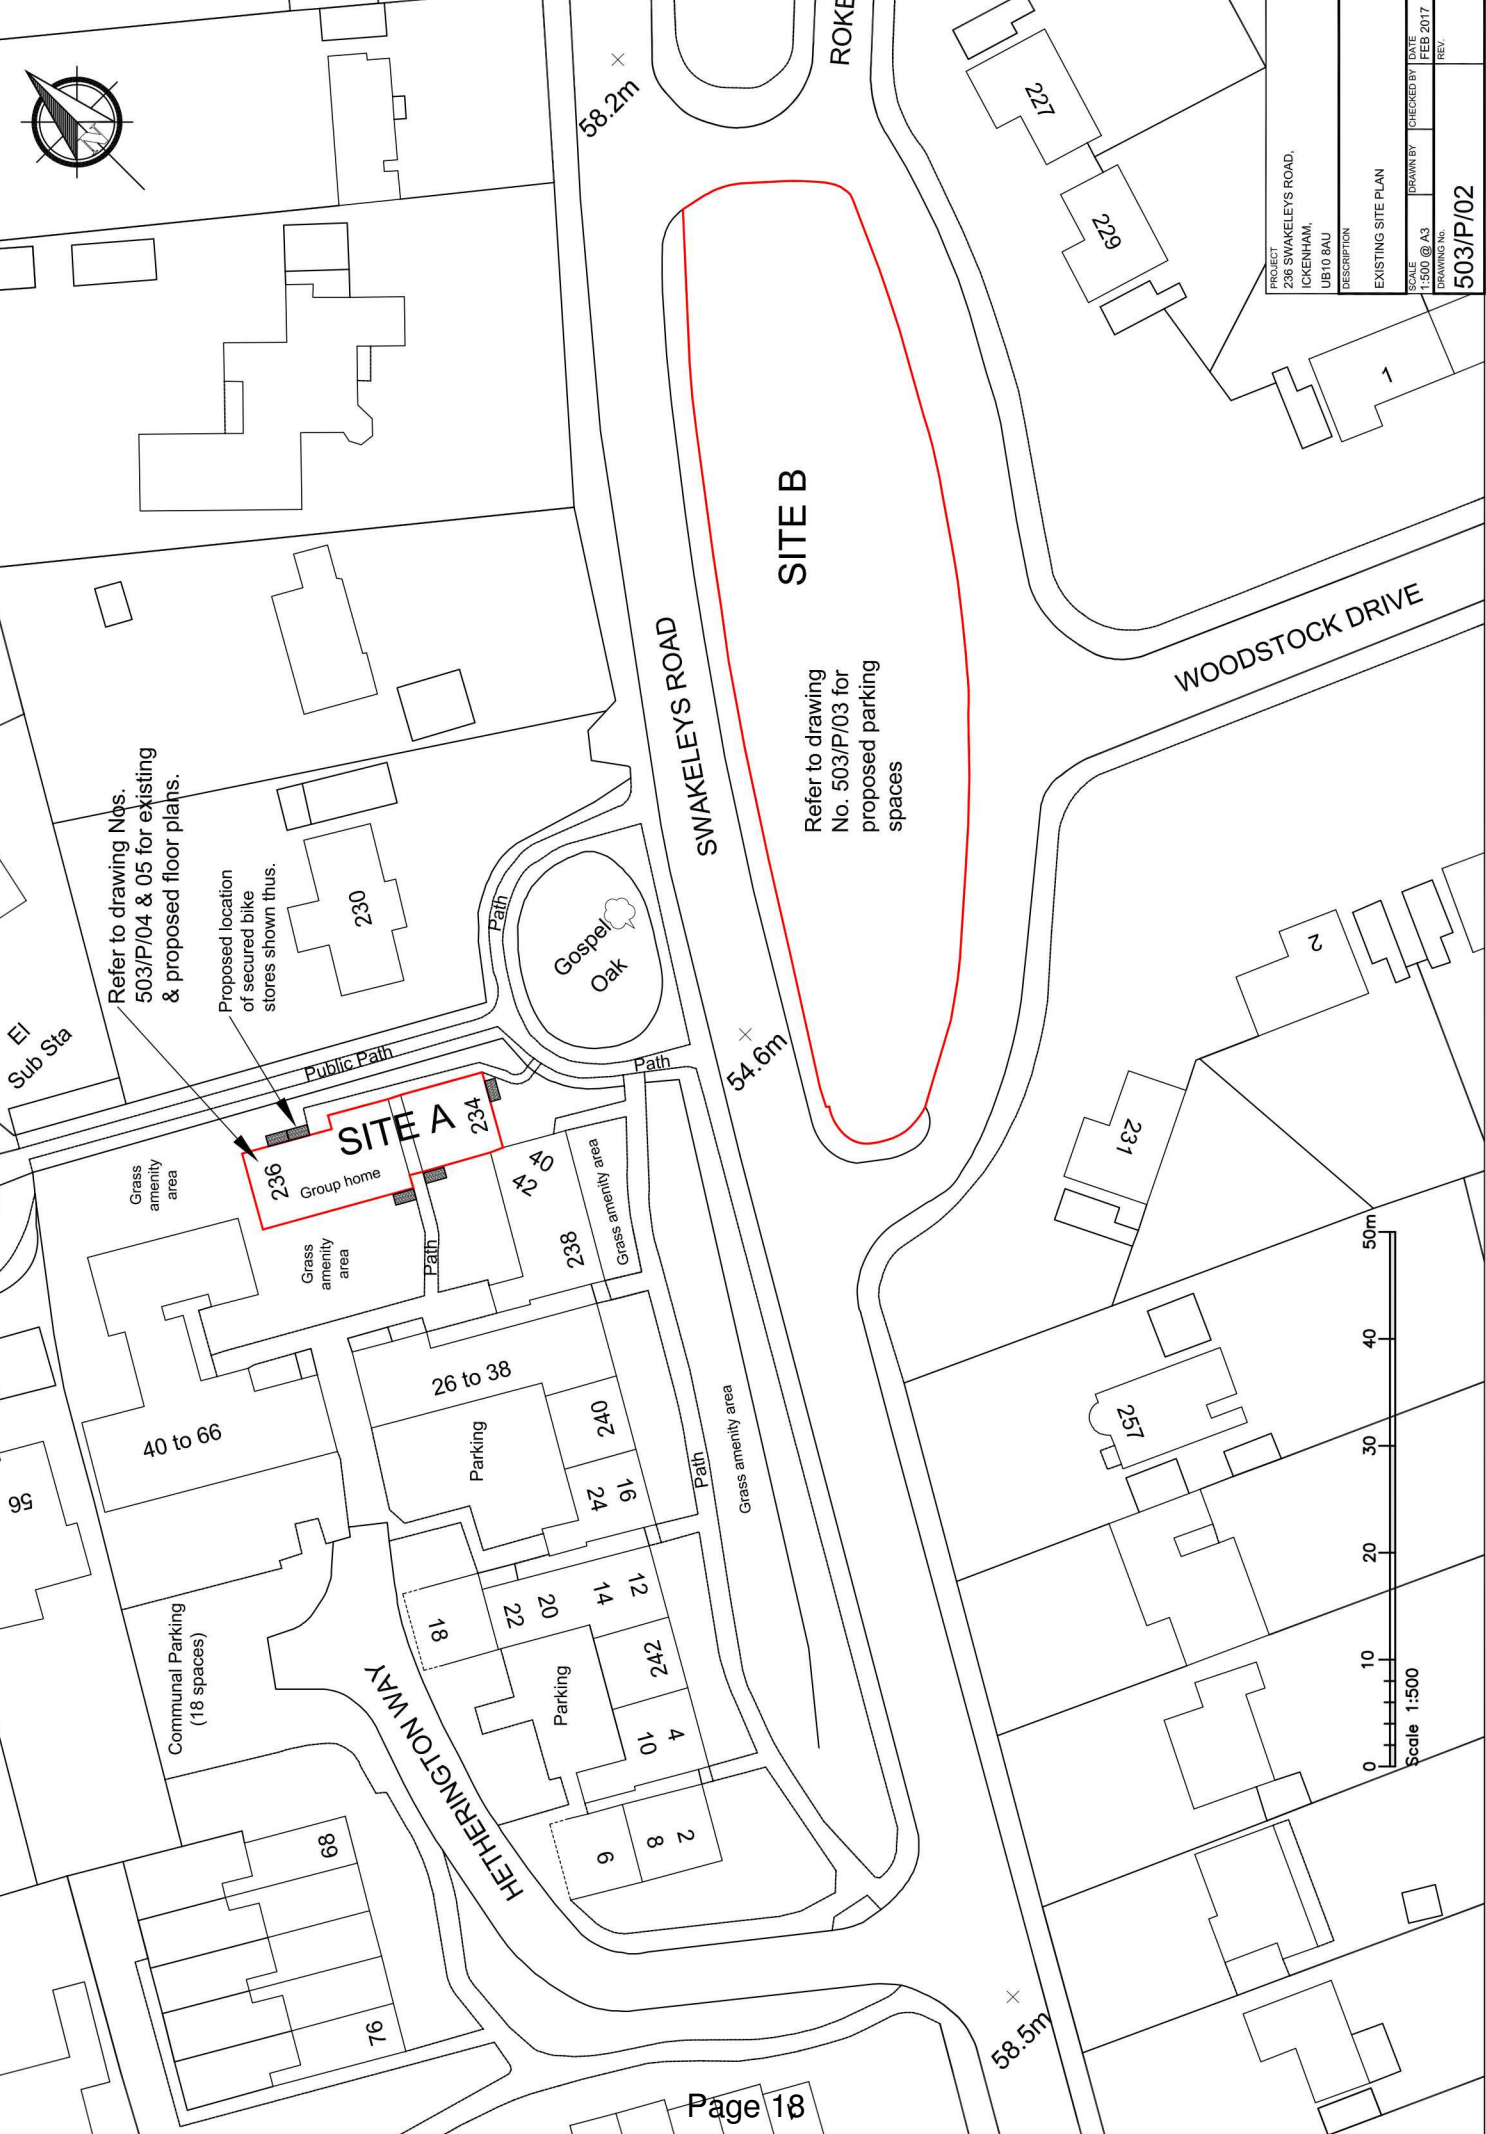 ROKE
58.2m
227
229
1
SITE B
SWAKELEYS ROAD
WOODSTOCK DRIVE
Refer to drawing
No. 503/P/03 for
proposed parking
spaces
Refer to drawing Nos.
503/P/04 & 05 for existing
& proposed floor plans.
Proposed location
of secured bike
stores shown thus.
230
Path
Gospel
Oak
El
Sub Sta
Public Path
Path
54.6m
2
231
SITE A
234
236
Group home
Grass
amenity
area
Grass
amenity
area
Path
40
42
238
Grass amenity area
26 to 38
40 to 66
56
Parking
240
24
16
Path
Grass amenity area
257
Communal Parking
(18 spaces)
18
22
20
14
12
242
Parking
10
4
HETHERINGTON WAY
6
8
2
68
76
58.5m
0
10
20
30
40
50m
Scale 1:500
PROJECT
236 SWAKELEYS ROAD,
ICKENHAM,
UB10 8AU
DESCRIPTION
EXISTING SITE PLAN
SCALE
1:500 @ A3
DRAWN BY
CHECKED BY
DATE
FEB 2017
DRAWING No.
503/P/02
REV.
N
Page 18